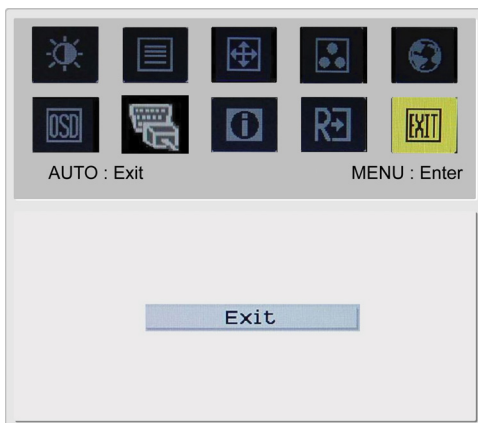 OSD
i
R
EXIT
AUTO : Exit
MENU : Enter
Exit